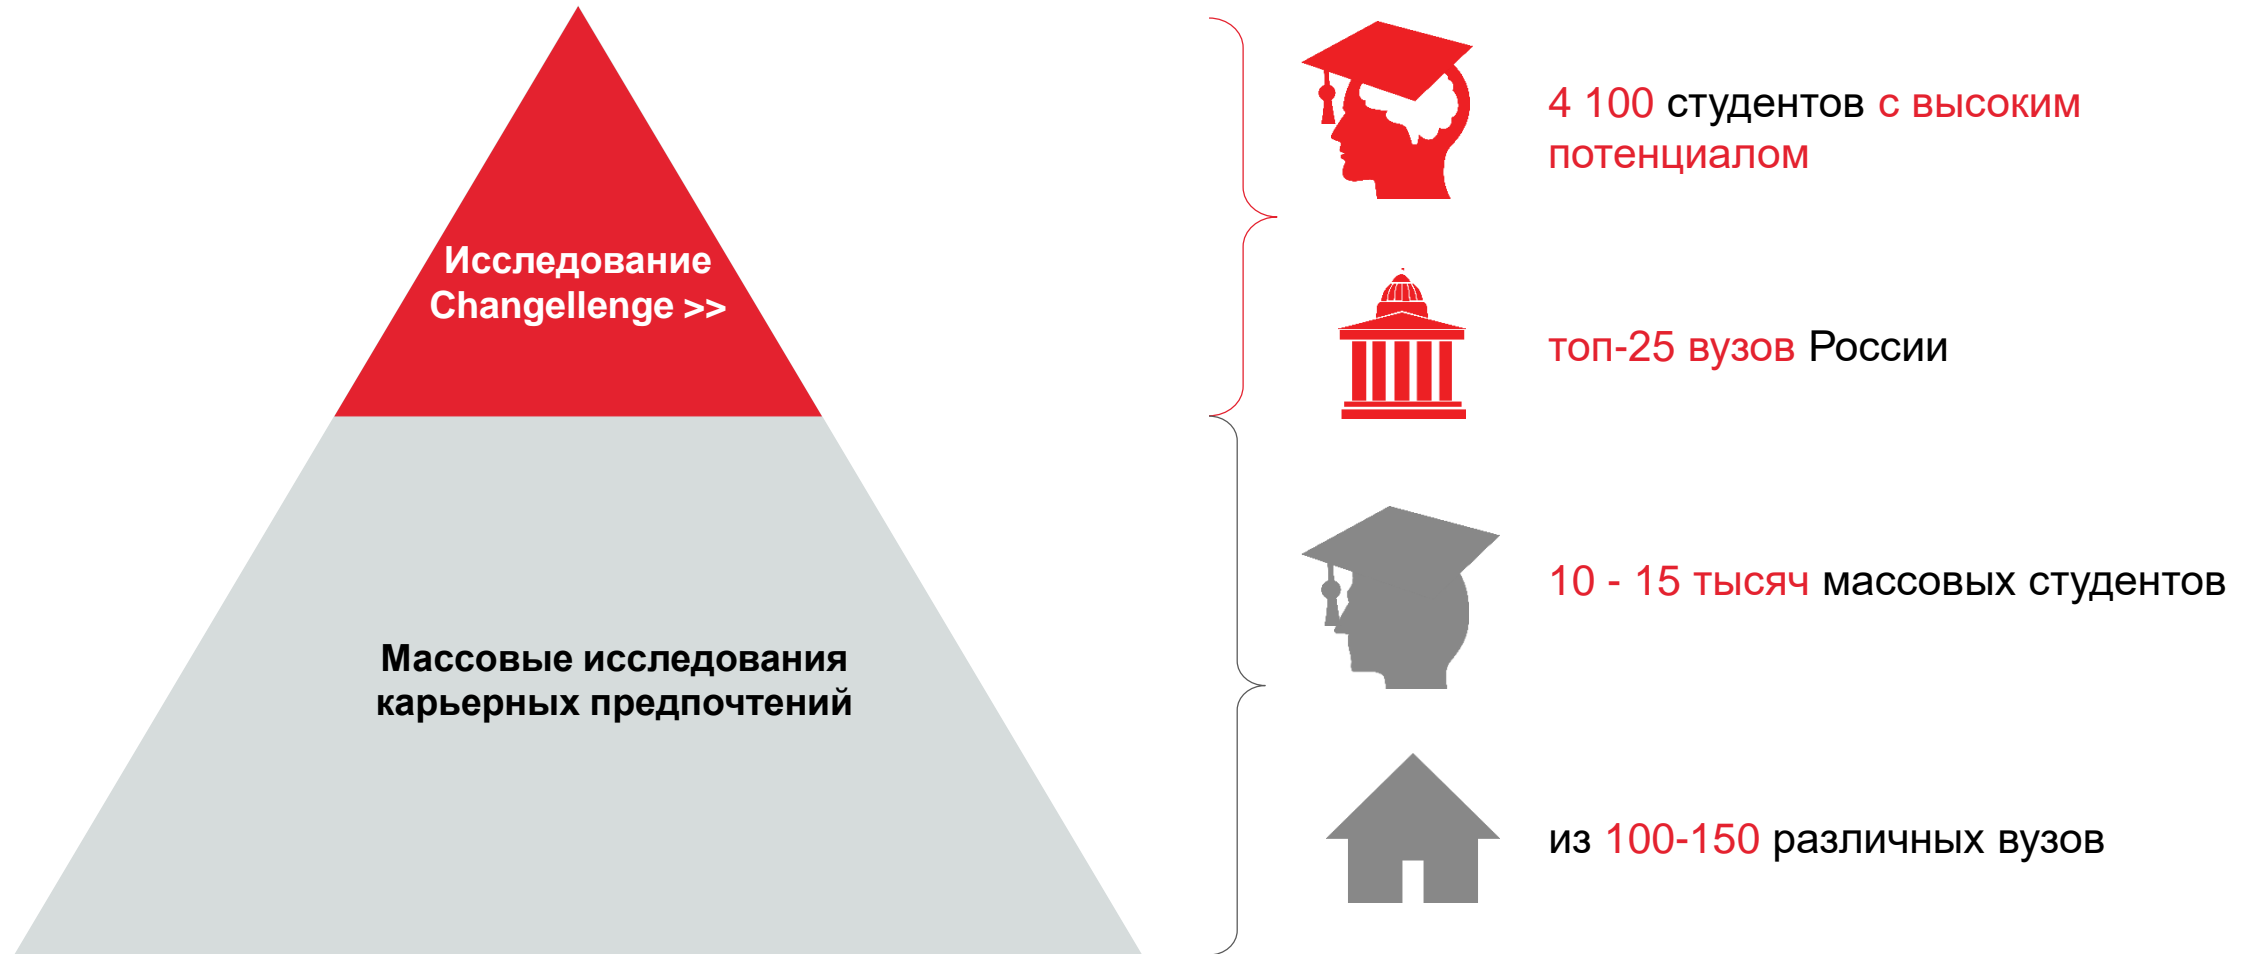 Исследование
Changellenge >>
4 100 студентов с высоким
потенциалом
топ-25 вузов России
Массовые исследования
карьерных предпочтений
10 - 15 тысяч массовых студентов
из 100-150 различных вузов